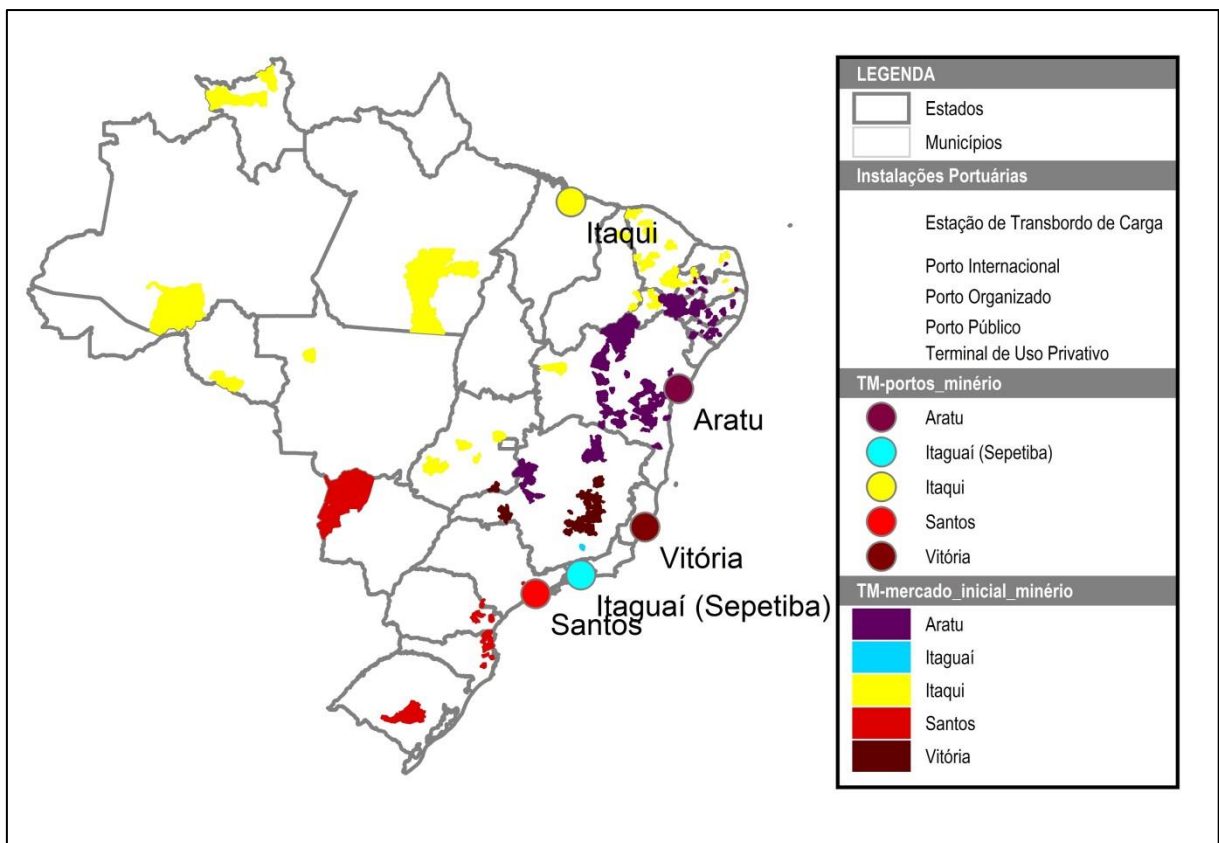 Itaqui
Aratu
Vitória
Itaguaí (Sepetiba)
Santos
LEGENDA
Estados
Municípios
Instalações Portuárias
Estação de Transbordo de Carga
Porto Internacional
Porto Organizado
Porto Público
Terminal de Uso Privativo
TM-portos_minério
Aratu
Itaguaí (Sepetiba)
Itaqui
Santos
Vitória
TM-mercado_inicial_minério
Aratu
Itaguaí
Itaqui
Santos
Vitória